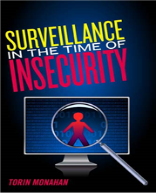 SURVEILLANCE
IN THE TIME OF
INSECURITY
TORIN MONAHAN